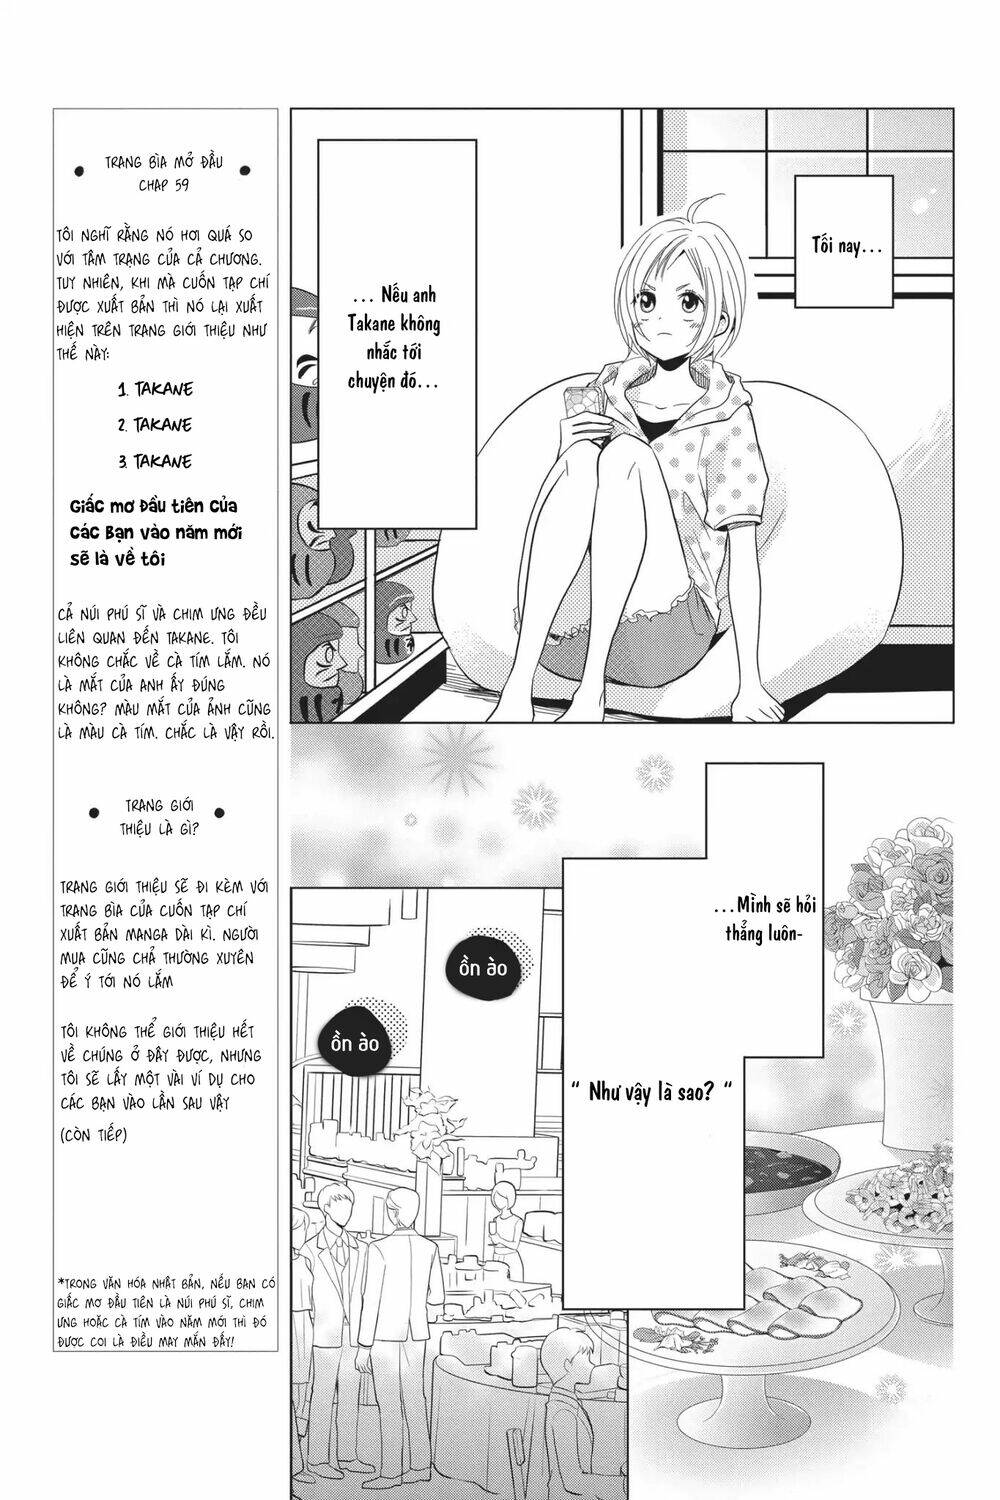 TRANG BÌA MỞ ĐẦU
CHAP 59
TÔI NGHĨ RẰNG NÓ HƠI QUÁ SO
VỚI TÂM TRẠNG CỦA CẢ CHƯƠNG.
TUY NHIÊN, KHI MÀ CUỐN TẠP CHÍ
ĐƯỢC XUẤT BẢN THÌ NÓ LẠI XUẤT
HIỆN TRÊN TRANG GIỚI THIỆU NHƯ
THẾ NÀY:
1. TAKANE
2. TAKANE
3. TAKANE
Giấc mơ đầu tiên của
các bạn vào năm mới
sẽ là về tôi
CẢ NÚI PHÚ SĨ VÀ CHIM ƯNG ĐỀU
LIÊN QUAN ĐẾN TAKANE. TÔI
KHÔNG CHẮC VỀ CÀ TÍM LẮM. NÓ
LÀ MẮT CỦA ANH ẤY ĐÚNG
KHÔNG? MÀU MẮT CỦA ẢNH CŨNG
LÀ MÀU CÀ TÍM. CHẮC LÀ VẬY RỒI.
TRANG GIỚI
THIỆU LÀ GÌ?
TRANG GIỚI THIỆU SẼ ĐI KÈM VỚI
TRANG BÌA CỦA CUỐN TẠP CHÍ
XUẤT BẢN MANGA DÀI KÌ. NGƯỜI
MUA CŨNG CHẢ THƯỜNG XUYÊN
ĐỂ Ý TỚI NÓ LẮM
TÔI KHÔNG THỂ GIỚI THIỆU HẾT
VỀ CHÚNG Ở ĐÂY ĐƯỢC, NHƯNG
TÔI SẼ LẤY MỘT VÀI VÍ DỤ CHO
CÁC BẠN VÀO LẦN SAU VẬY
(CÒN TIẾP)
*TRONG VĂN HÓA NHẬT BẢN, NẾU BẠN CÓ
GIẤC MƠ ĐẦU TIÊN LÀ NÚI PHÚ SĨ, CHIM
ƯNG HOẶC CÀ TÍM VÀO NĂM MỚI THÌ ĐÓ
ĐƯỢC COI LÀ ĐIỀU MAY MẮN ĐẤY!
Tối nay...
... Nếu anh
Takane không
nhắc tới
chuyện đó...
...Mình sẽ hỏi
thẳng luôn-
" Như vậy là sao? "
ồn ào
ồn ào